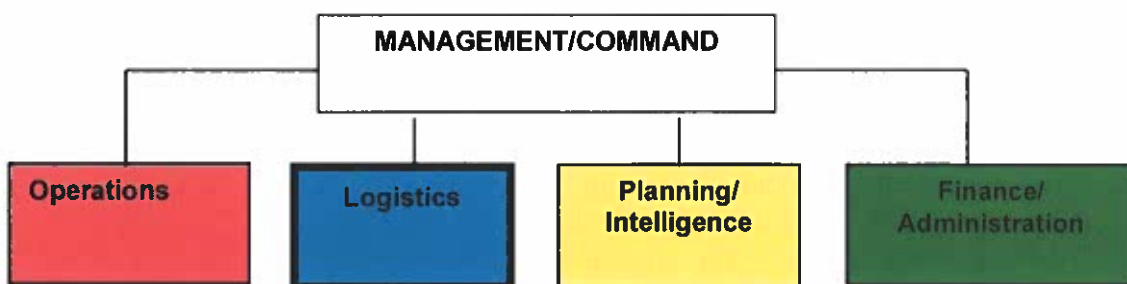 MANAGEMENT/COMMAND
Operations
Logistics
Planning/
Intelligence
Finance/
Administration